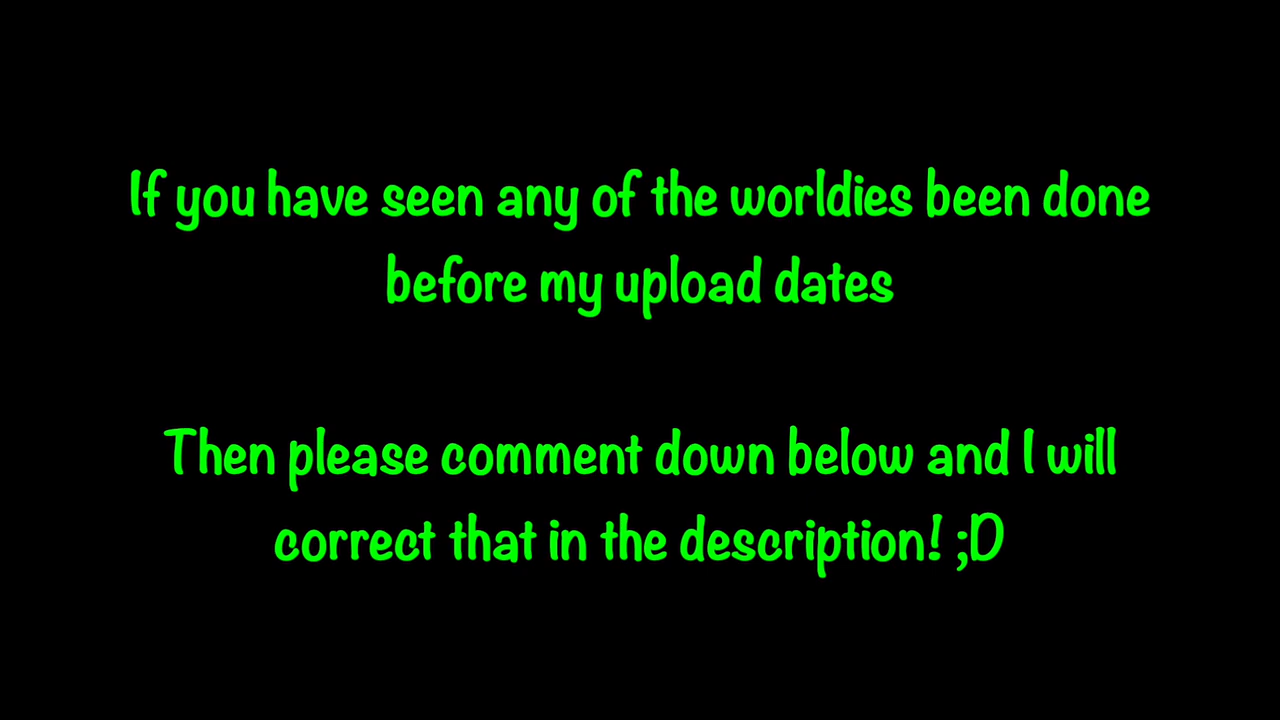 If you have seen any of the worldies been done
before my upload dates
Then please comment down below and I will
correct that in the description! ;D